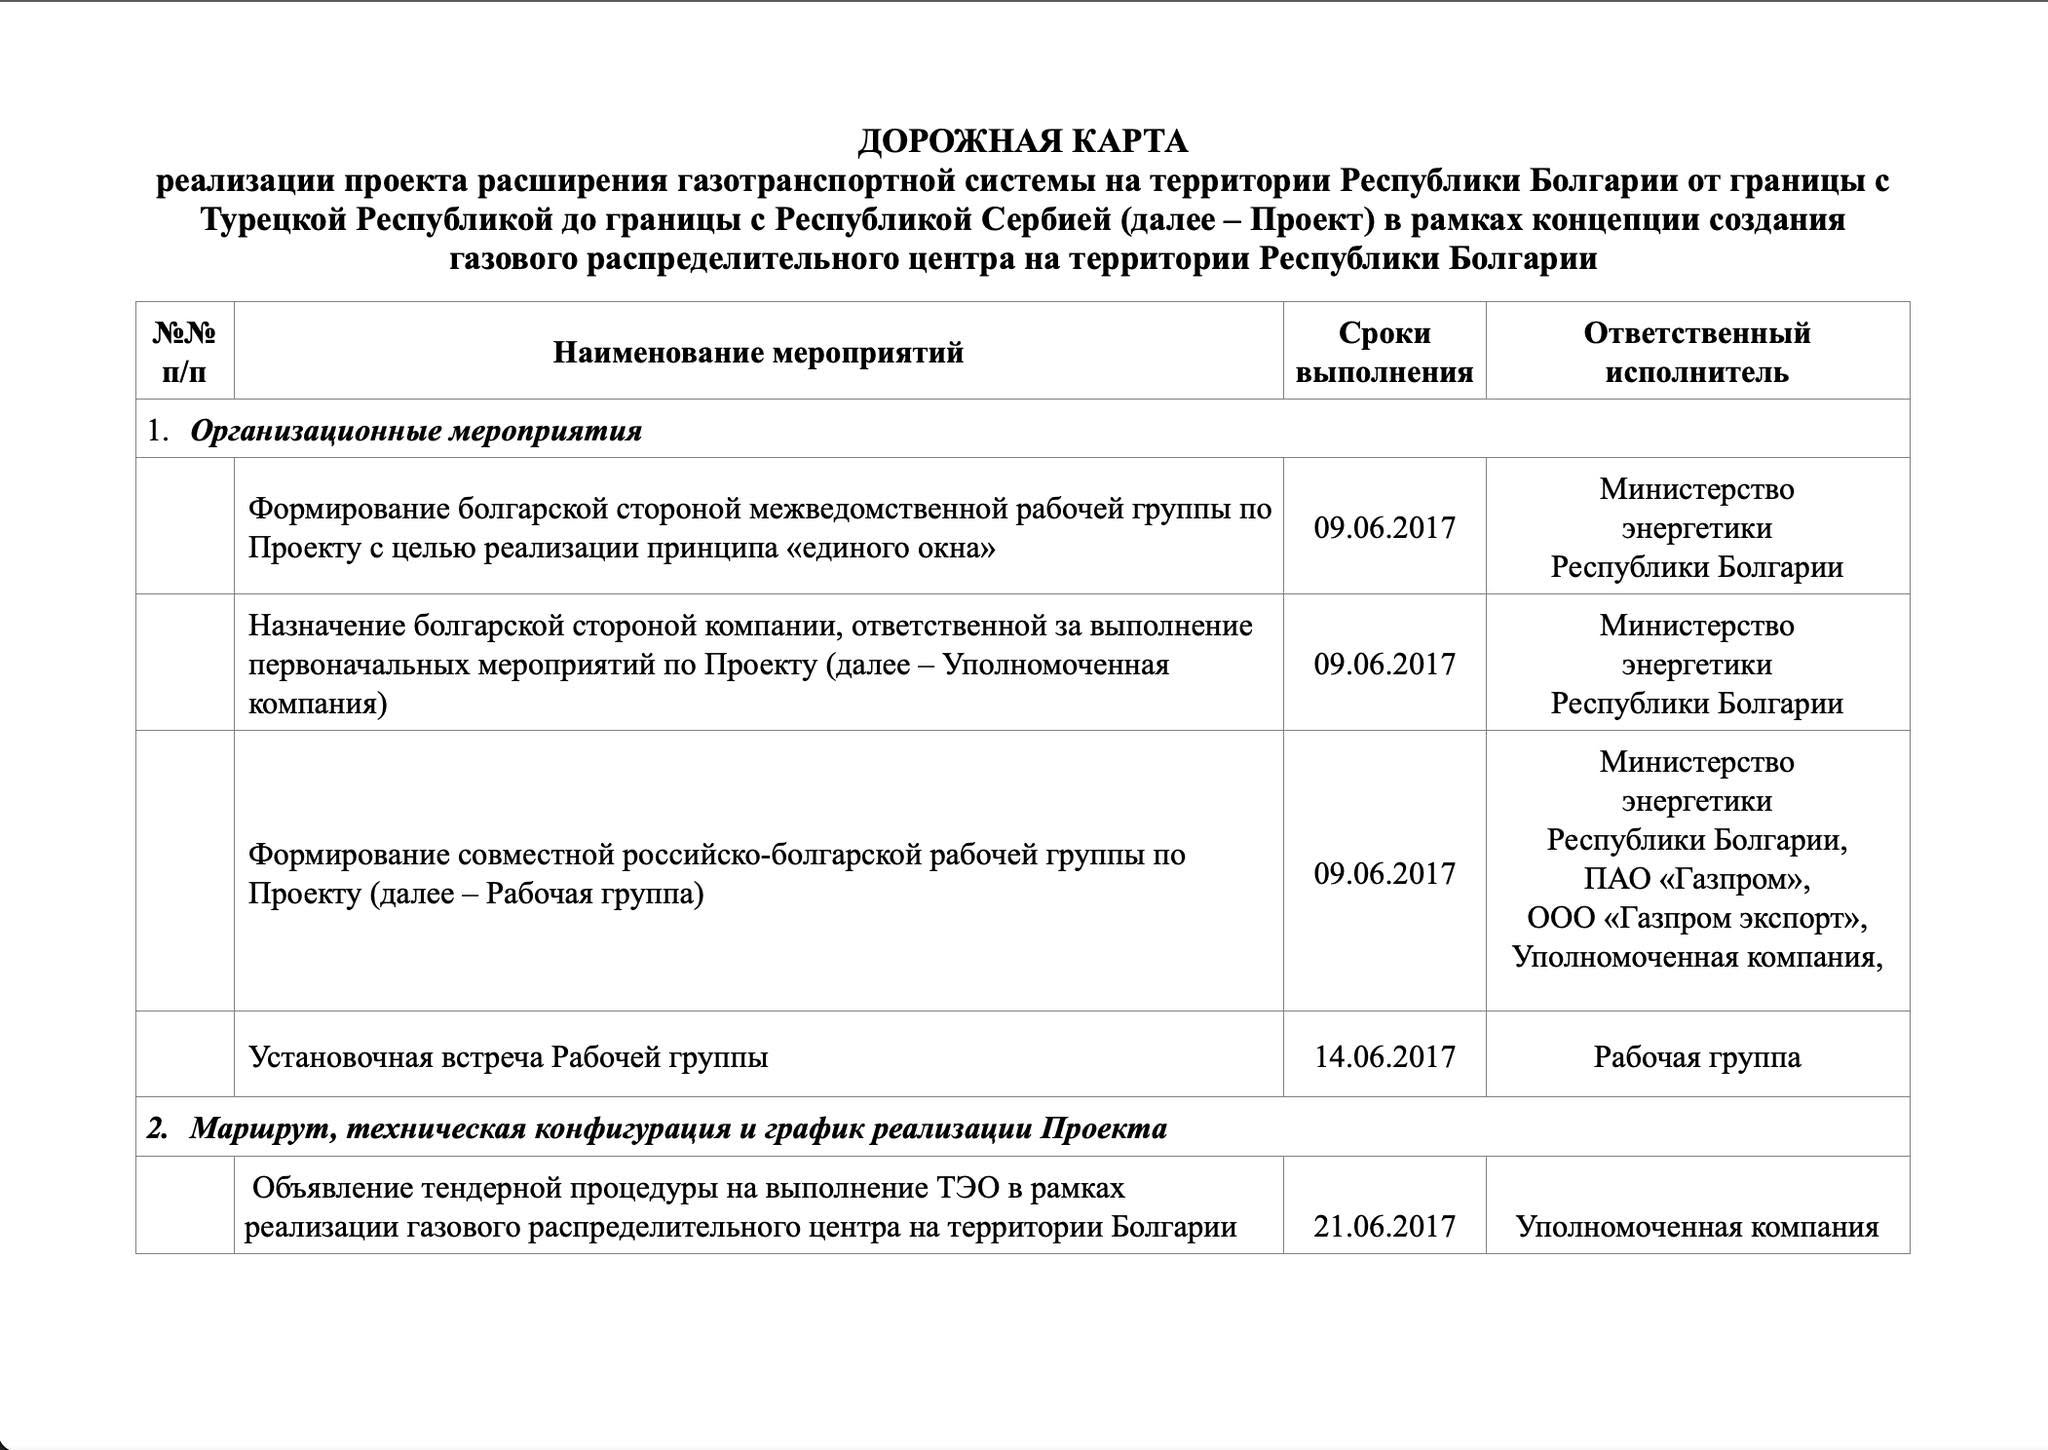 ДОРОЖНАЯ КАРТА
реализации проекта расширения газотранспортной системы на территории Республики Болгарии от границы с
Турецкой Республикой до границы с Республикой Сербией (далее – Проект) в рамках концепции создания
газового распределительного центра на территории Республики Болгарии
№№
п/п
Наименование мероприятий
Сроки
выполнения
Ответственный
исполнитель
1. Организационные мероприятия
Формирование болгарской стороной межведомственной рабочей группы по
Проекту с целью реализации принципа «единого окна»
09.06.2017
Министерство
энергетики
Республики Болгарии
Назначение болгарской стороной компании, ответственной за выполнение
первоначальных мероприятий по Проекту (далее – Уполномоченная
компания)
09.06.2017
Министерство
энергетики
Республики Болгарии
Формирование совместной российско-болгарской рабочей группы по
Проекту (далее – Рабочая группа)
09.06.2017
Министерство
энергетики
Республики Болгарии,
ПАО «Газпром»,
ООО «Газпром экспорт»,
Уполномоченная компания,
Установочная встреча Рабочей группы
14.06.2017
Рабочая группа
2. Маршрут, техническая конфигурация и график реализации Проекта
Объявление тендерной процедуры на выполнение ТЭО в рамках
реализации газового распределительного центра на территории Болгарии
21.06.2017
Уполномоченная компания